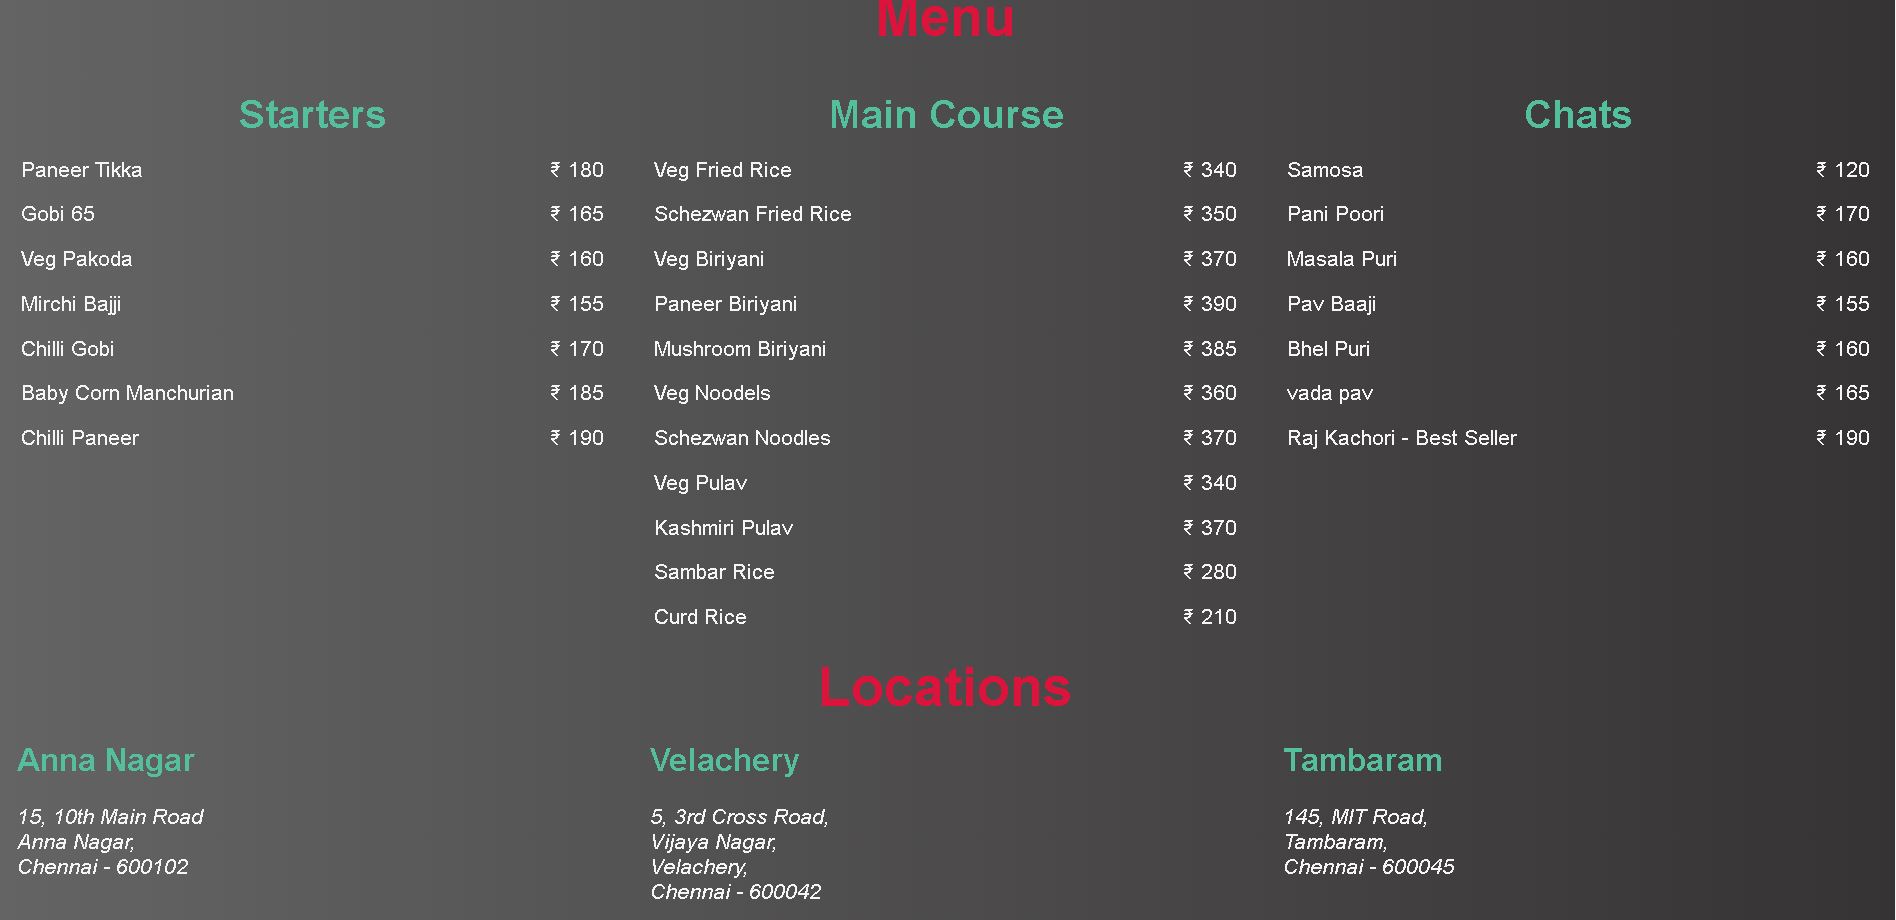 Menu
Starters
Paneer Tikka ₹ 180
Gobi 65 ₹ 165
Veg Pakoda ₹ 160
Mirchi Bajji ₹ 155
Chilli Gobi ₹ 170
Baby Corn Manchurian ₹ 185
Chilli Paneer ₹ 190
Main Course
Veg Fried Rice ₹ 340
Schezwan Fried Rice ₹ 350
Veg Biriyani ₹ 370
Paneer Biriyani ₹ 390
Mushroom Biriyani ₹ 385
Veg Noodels ₹ 360
Schezwan Noodles ₹ 370
Veg Pulav ₹ 340
Kashmiri Pulav ₹ 370
Sambar Rice ₹ 280
Curd Rice ₹ 210
Chats
Samosa ₹ 120
Pani Poori ₹ 170
Masala Puri ₹ 160
Pav Baaji ₹ 155
Bhel Puri ₹ 160
vada pav ₹ 165
Raj Kachori - Best Seller ₹ 190
Locations
Anna Nagar
15, 10th Main Road
Anna Nagar,
Chennai - 600102
Velachery
5, 3rd Cross Road,
Vijaya Nagar,
Velachery,
Chennai - 600042
Tambaram
145, MIT Road,
Tambaram,
Chennai - 600045